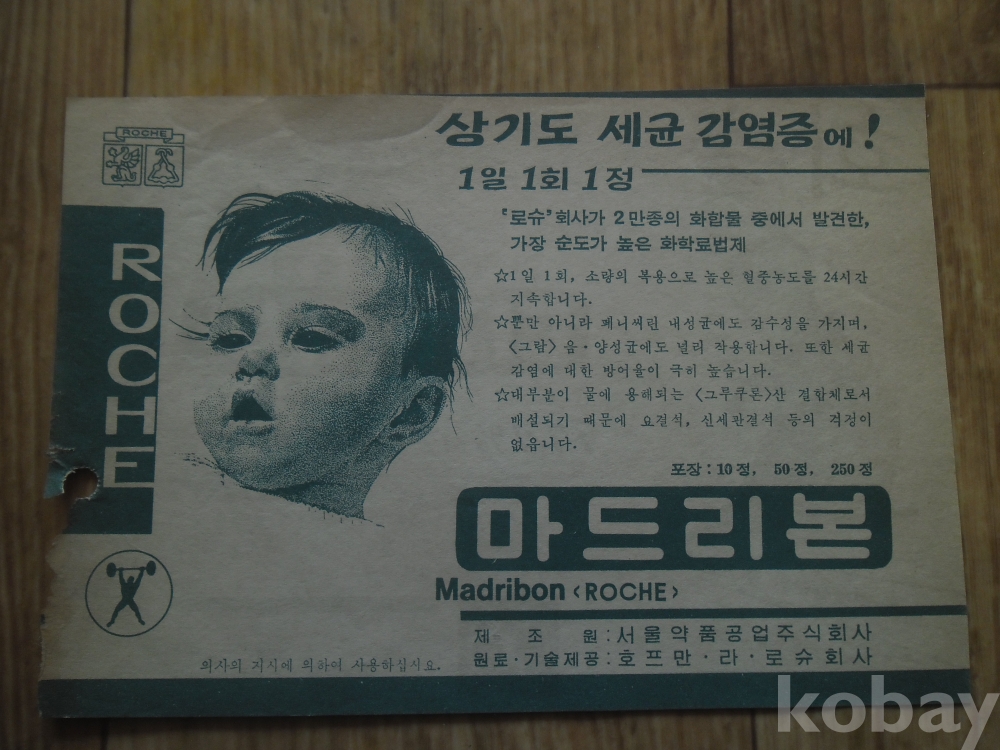 ROCHE
상기도 세균 감염증에!
1일 1회 1정
ROCHE
“로슈”회사가 2만종의 화합물 중에서 발견한,
가장 순도가 높은 화학료법제
☆1일 1회, 소량의 복용으로 높은 혈중농도를 24시간
지속합니다.
☆뿐만 아니라 페니씨린 내성균에도 감수성을 가지며,
〈그람〉음·양성균에도 널리 작용합니다. 또한 세균
감염에 대한 방어율이 극히 높습니다.
☆대부분이 물에 용해되는〈그루쿠론〉산 결합체로서
배설되기 때문에 요결석, 신세관결석 등의 걱정이
없읍니다.
포장 : 10정, 50정, 250정
마드리본
Madribon <ROCHE>
제 조 원 : 서울약품공업주식회사
원료·기술제공 : 호프만·라·로슈회사
의사의 지시에 의하여 사용하십시요.
kobay